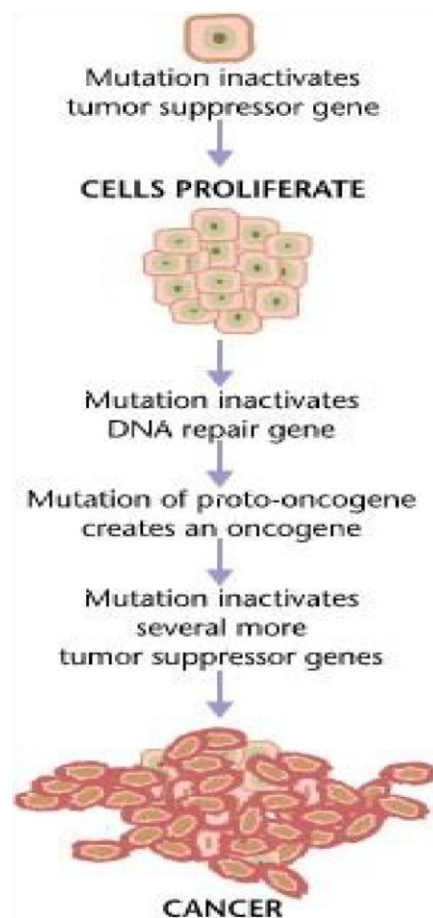 Mutation inactivates
tumor suppressor gene
CELLS PROLIFERATE
Mutation inactivates
DNA repair gene
Mutation of proto-oncogene
creates an oncogene
Mutation inactivates
several more
tumor suppressor genes
CANCER